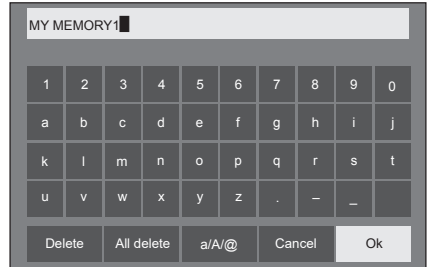 MY MEMORY1
1 2 3 4 5 6 7 8 9 0
a b c d e f g h i j
k l m n o p q r s t
u v w x y z . – _
Delete All delete a/A/@ Cancel Ok